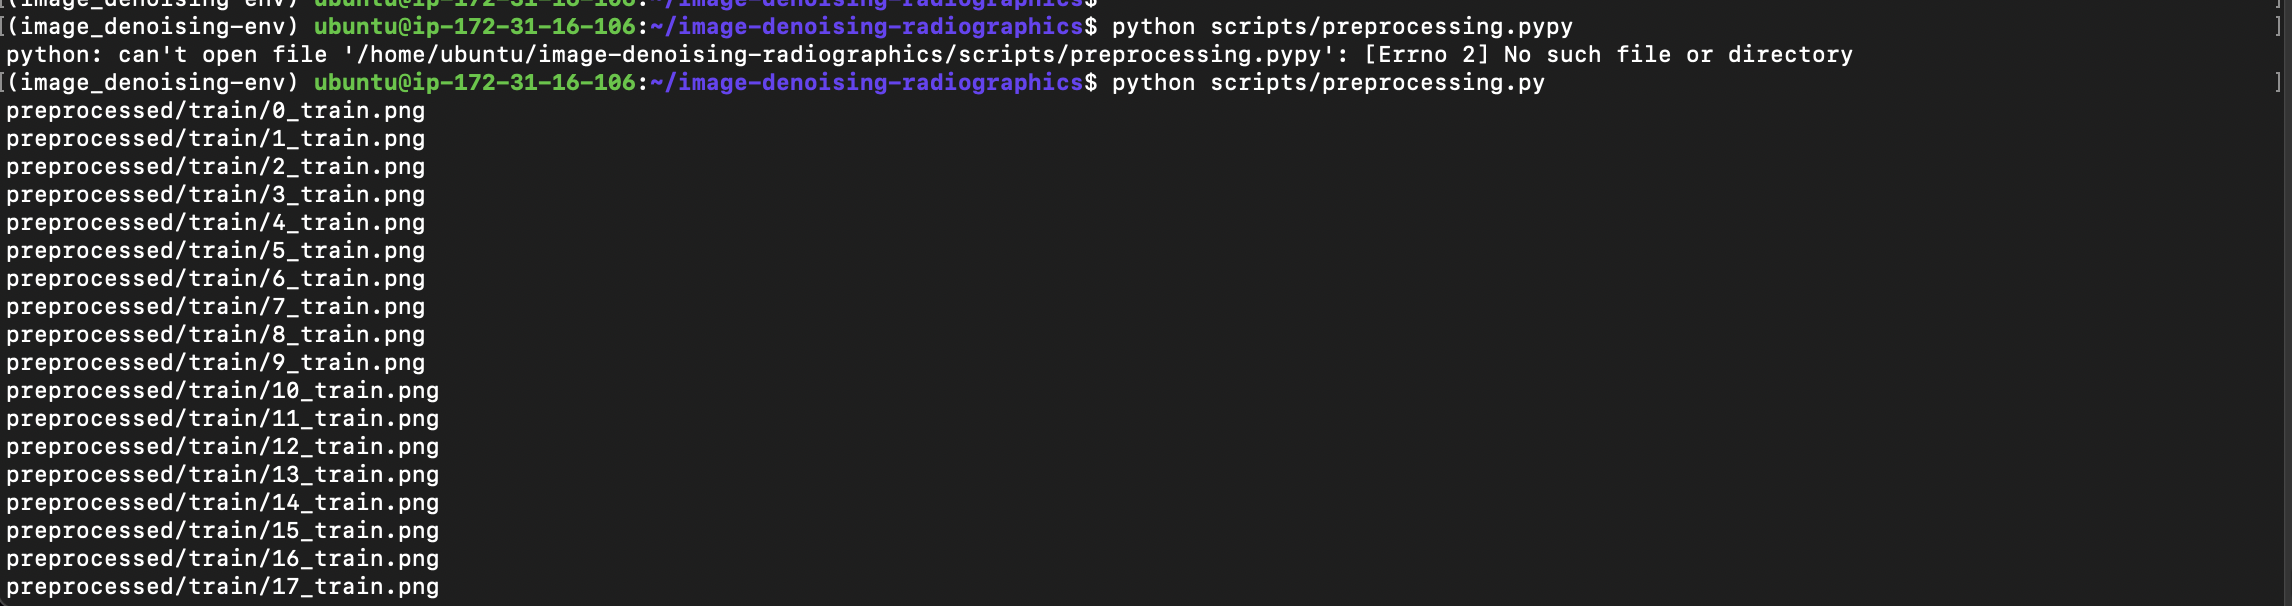 (image_denoising-env) ubuntu@ip-172-31-16-106:~/image-denoising-radiographics$
[(image_denoising-env) ubuntu@ip-172-31-16-106:~/image-denoising-radiographics$ python scripts/preprocessing.pypy ]
python: can't open file '/home/ubuntu/image-denoising-radiographics/scripts/preprocessing.pypy': [Errno 2] No such file or directory
[(image_denoising-env) ubuntu@ip-172-31-16-106:~/image-denoising-radiographics$ python scripts/preprocessing.py ]
preprocessed/train/0_train.png
preprocessed/train/1_train.png
preprocessed/train/2_train.png
preprocessed/train/3_train.png
preprocessed/train/4_train.png
preprocessed/train/5_train.png
preprocessed/train/6_train.png
preprocessed/train/7_train.png
preprocessed/train/8_train.png
preprocessed/train/9_train.png
preprocessed/train/10_train.png
preprocessed/train/11_train.png
preprocessed/train/12_train.png
preprocessed/train/13_train.png
preprocessed/train/14_train.png
preprocessed/train/15_train.png
preprocessed/train/16_train.png
preprocessed/train/17_train.png